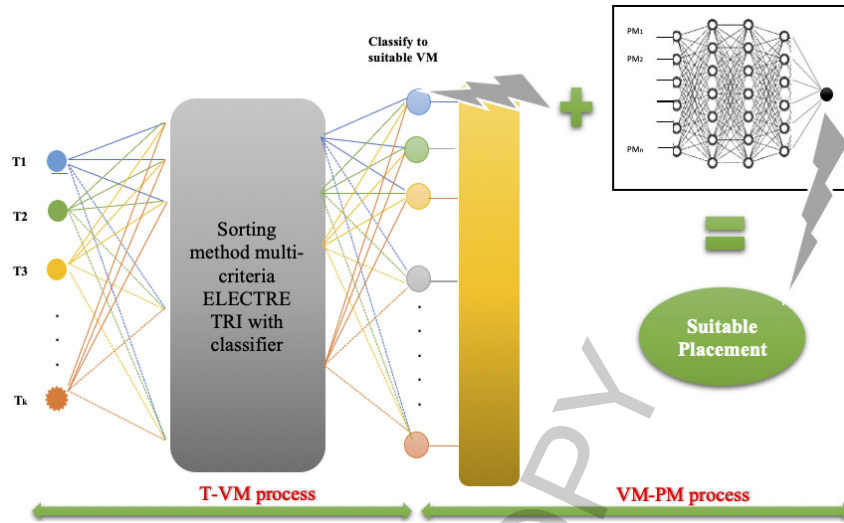 Classify to
suitable VM
PM1
PM2
PMn
T1
T2
T3
Tk
Sorting
method multi-
criteria
ELECTRE
TRI with
classifier
Suitable
Placement
T-VM process
VM-PM process
OPY